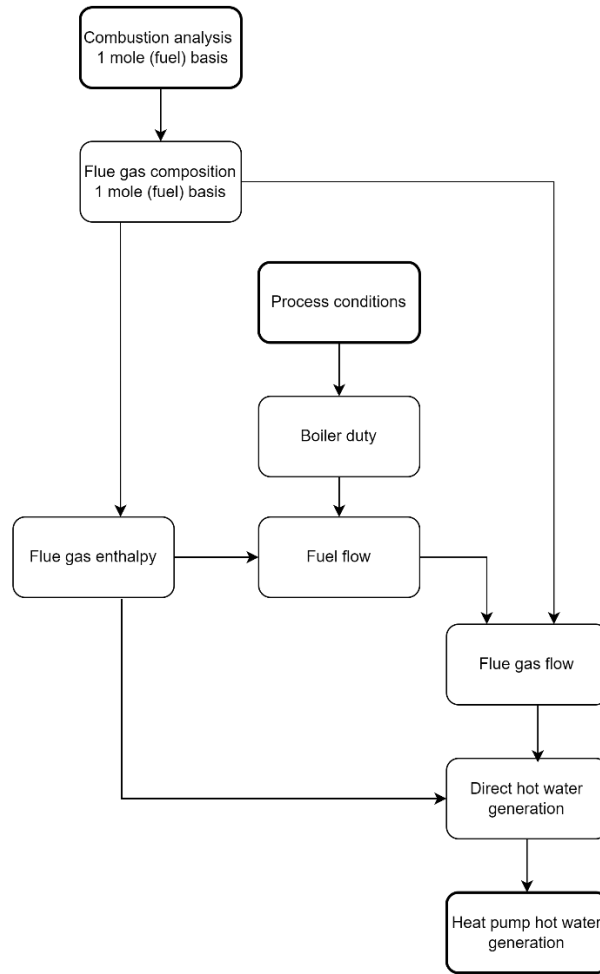 Combustion analysis
1 mole (fuel) basis
Flue gas composition
1 mole (fuel) basis
Process conditions
Boiler duty
Flue gas enthalpy
Fuel flow
Flue gas flow
Direct hot water
generation
Heat pump hot water
generation